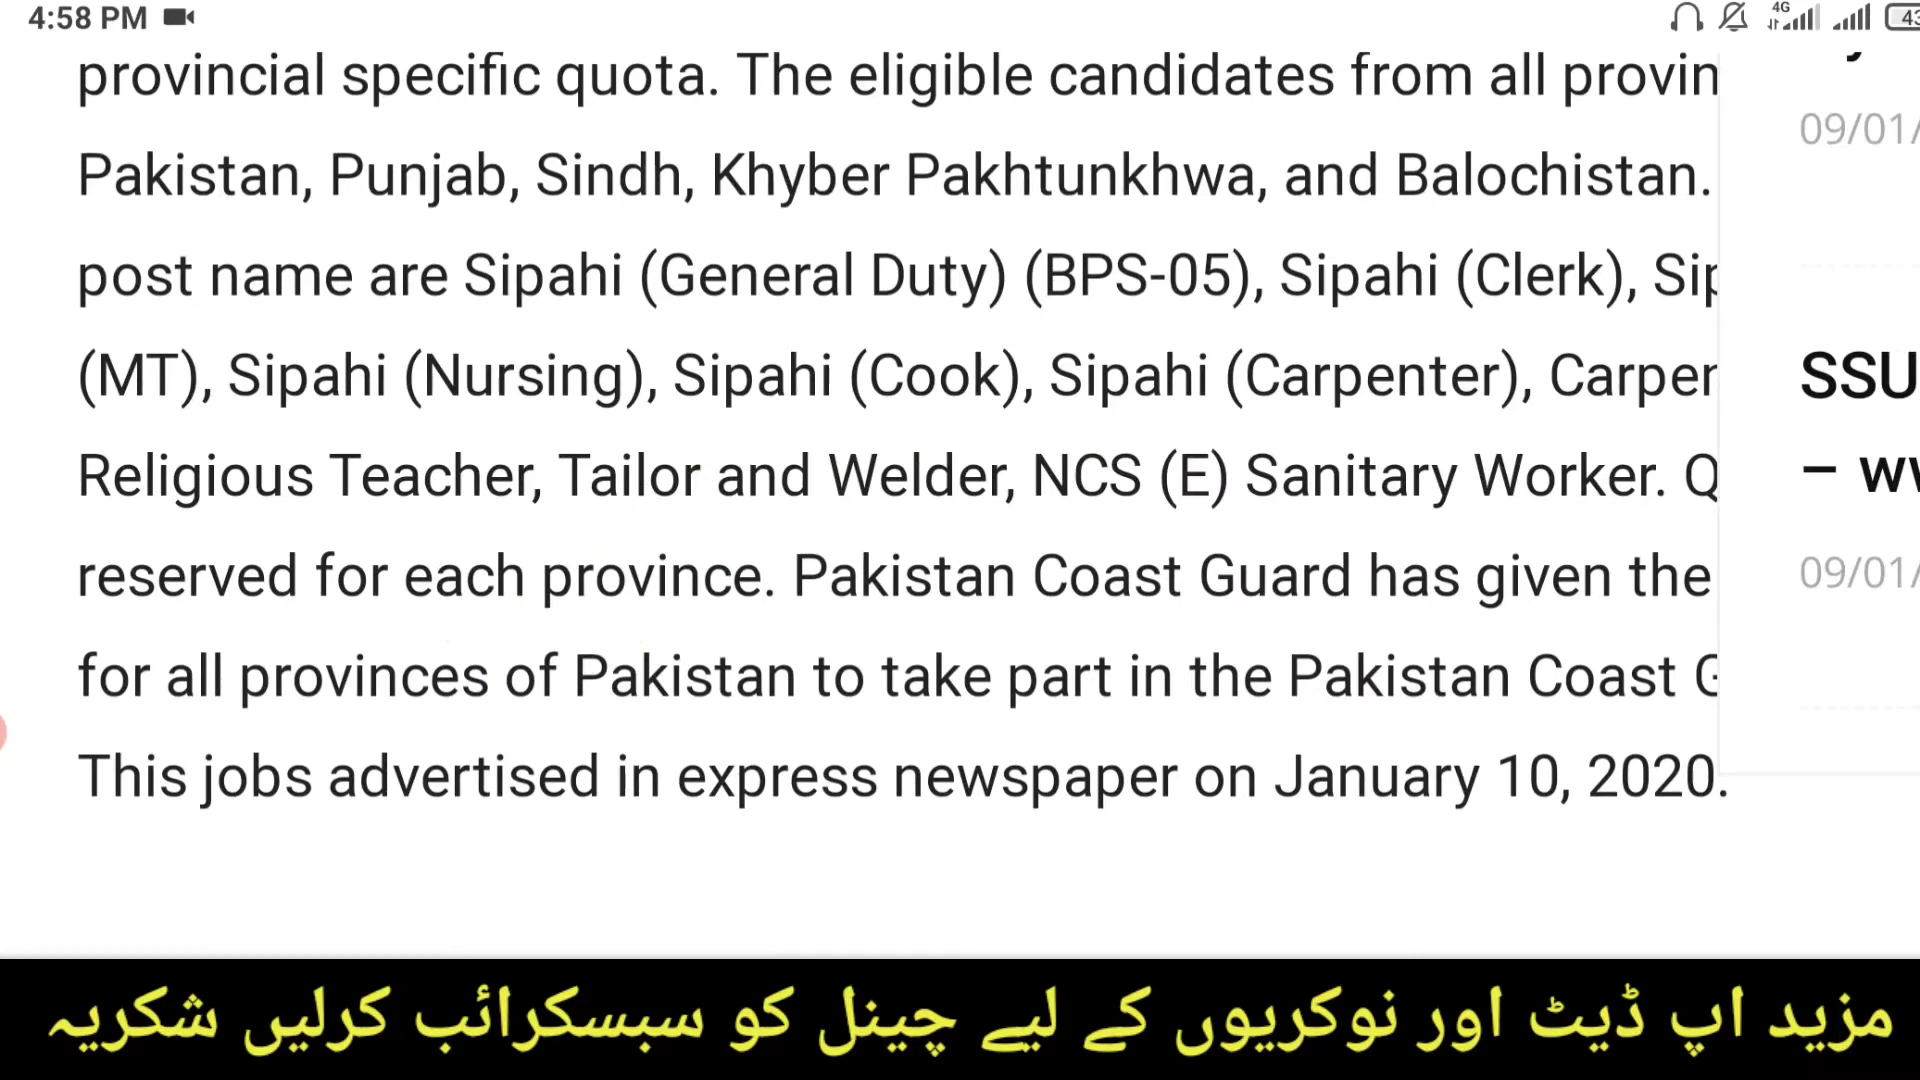 4:58 PM
4G
43
provincial specific quota. The eligible candidates from all provin
Pakistan, Punjab, Sindh, Khyber Pakhtunkhwa, and Balochistan.
post name are Sipahi (General Duty) (BPS-05), Sipahi (Clerk), Sip
(MT), Sipahi (Nursing), Sipahi (Cook), Sipahi (Carpenter), Carpen
Religious Teacher, Tailor and Welder, NCS (E) Sanitary Worker. Q
reserved for each province. Pakistan Coast Guard has given the
for all provinces of Pakistan to take part in the Pakistan Coast G
This jobs advertised in express newspaper on January 10, 2020.
09/01/
SSU
– ww
09/01/
مزید اپ ڈیٹ اور نوکریوں کے لیے چینل کو سبسکرائب کرلیں شکریہ